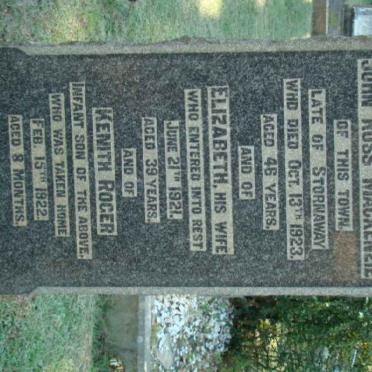 JOHN ROSS MACKENZIE
OF THIS TOWN
LATE OF STORNAWAY
WHO DIED OCT. 13TH 1923.
AGED 46 YEARS.
AND OF
ELIZABETH, HIS WIFE
WHO ENTERED INTO REST
JUNE 21TH 1921.
AGED 39 YEARS.
AND OF
KENITH ROGER
INFANT SON OF THE ABOVE.
WHO WAS TAKEN HOME
FEB. 15TH 1922.
AGED 8 MONTHS.